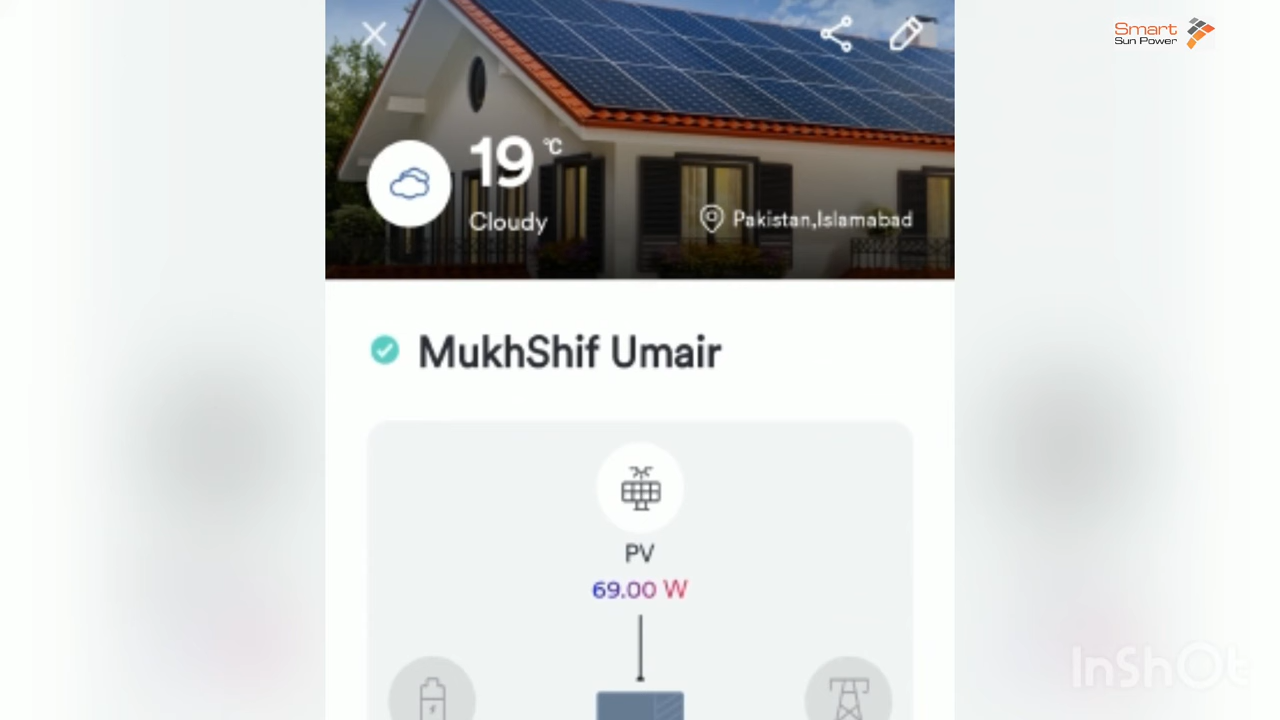 Smart
Sun Power
19 °C
Cloudy
Pakistan,Islamabad
MukhShif Umair
PV
69.00 W
InShOt